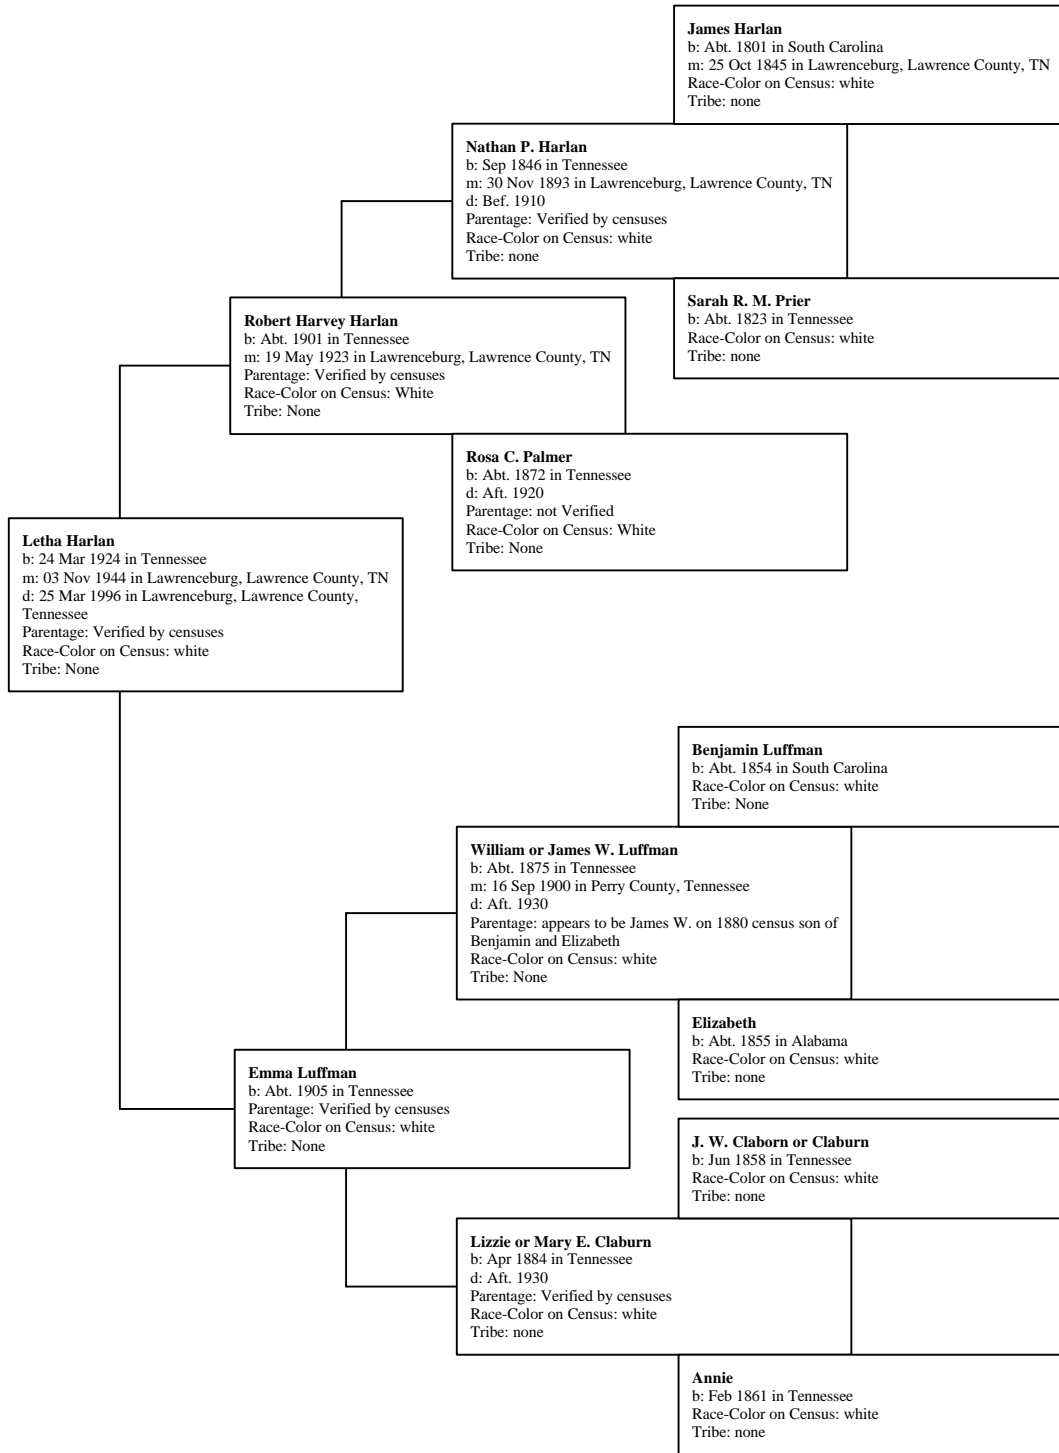 James Harlan
b: Abt. 1801 in South Carolina
m: 25 Oct 1845 in Lawrenceburg, Lawrence County, TN
Race-Color on Census: white
Tribe: none
Nathan P. Harlan
b: Sep 1846 in Tennessee
m: 30 Nov 1893 in Lawrenceburg, Lawrence County, TN
d: Bef. 1910
Parentage: Verified by censuses
Race-Color on Census: white
Tribe: none
Sarah R. M. Prier
b: Abt. 1823 in Tennessee
Race-Color on Census: white
Tribe: none
Robert Harvey Harlan
b: Abt. 1901 in Tennessee
m: 19 May 1923 in Lawrenceburg, Lawrence County, TN
Parentage: Verified by censuses
Race-Color on Census: White
Tribe: None
Rosa C. Palmer
b: Abt. 1872 in Tennessee
d: Aft. 1920
Parentage: not Verified
Race-Color on Census: White
Tribe: None
Letha Harlan
b: 24 Mar 1924 in Tennessee
m: 03 Nov 1944 in Lawrenceburg, Lawrence County, TN
d: 25 Mar 1996 in Lawrenceburg, Lawrence County,
Tennessee
Parentage: Verified by censuses
Race-Color on Census: white
Tribe: None
Benjamin Luffman
b: Abt. 1854 in South Carolina
Race-Color on Census: white
Tribe: None
William or James W. Luffman
b: Abt. 1875 in Tennessee
m: 16 Sep 1900 in Perry County, Tennessee
d: Aft. 1930
Parentage: appears to be James W. on 1880 census son of
Benjamin and Elizabeth
Race-Color on Census: white
Tribe: None
Elizabeth
b: Abt. 1855 in Alabama
Race-Color on Census: white
Tribe: none
Emma Luffman
b: Abt. 1905 in Tennessee
Parentage: Verified by censuses
Race-Color on Census: white
Tribe: None
J. W. Claborn or Claburn
b: Jun 1858 in Tennessee
Race-Color on Census: white
Tribe: none
Lizzie or Mary E. Claburn
b: Apr 1884 in Tennessee
d: Aft. 1930
Parentage: Verified by censuses
Race-Color on Census: white
Tribe: none
Annie
b: Feb 1861 in Tennessee
Race-Color on Census: white
Tribe: none